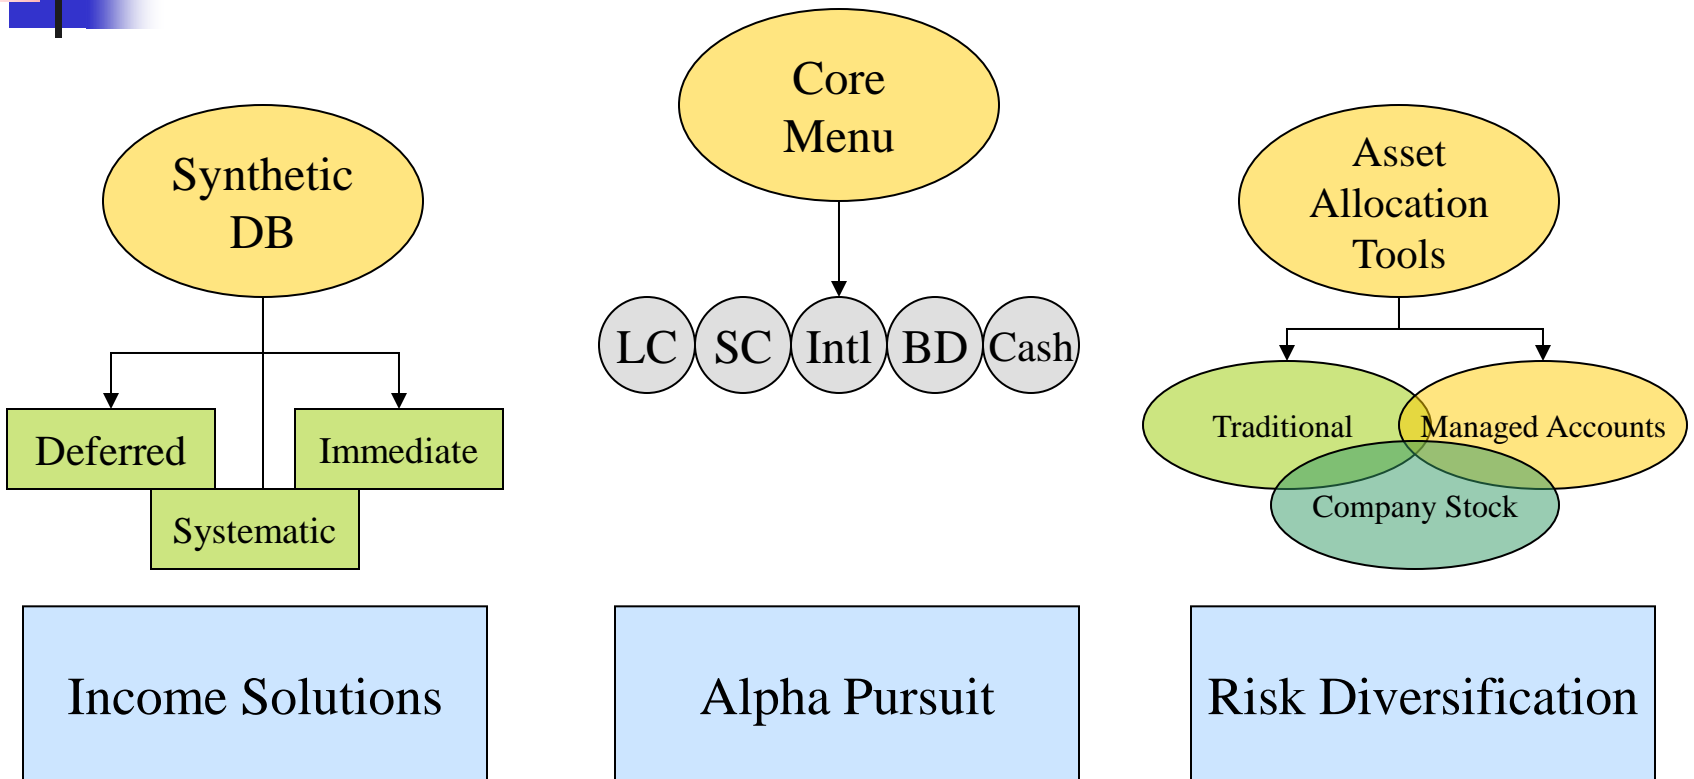 Core
Menu
Synthetic
DB
Asset
Allocation
Tools
LC SC Intl BD Cash
Deferred
Immediate
Systematic
Traditional
Managed Accounts
Company Stock
Income Solutions
Alpha Pursuit
Risk Diversification